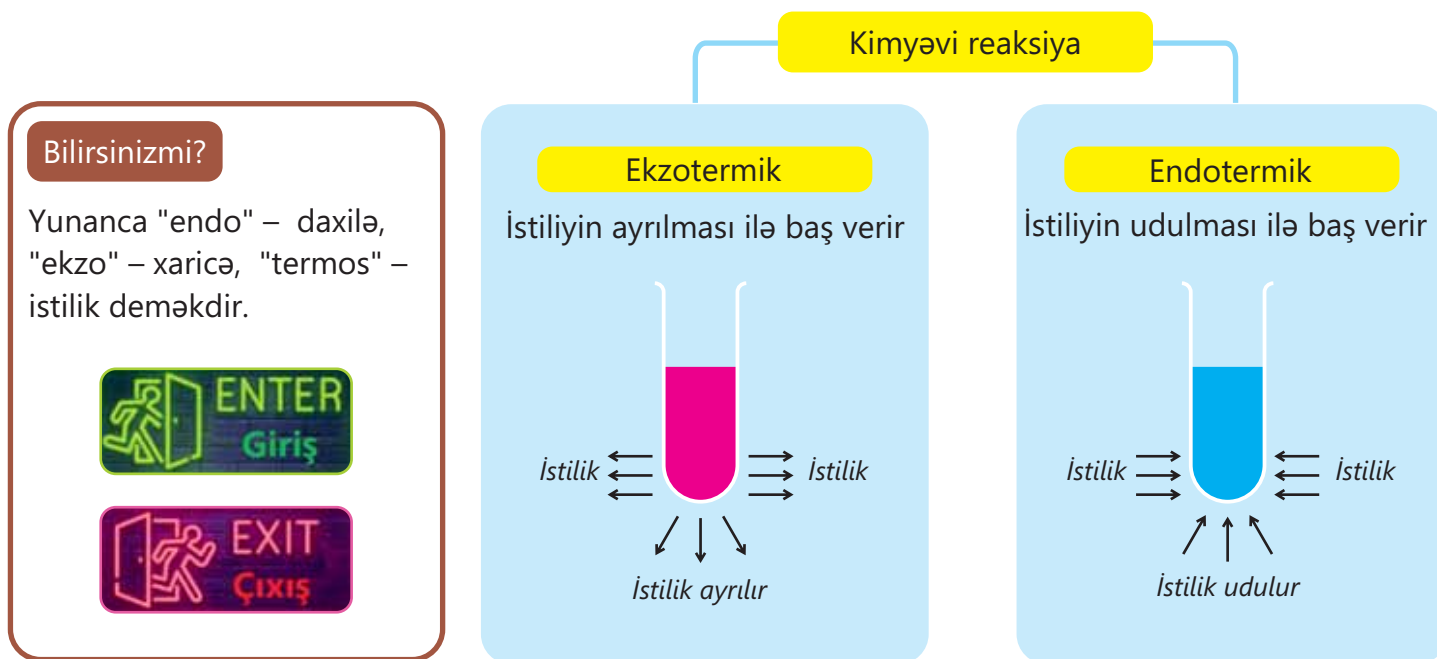 Kimyəvi reaksiya
Bilirsinizmi?
Yunanca "endo" – daxilə,
"ekzo" – xaricə, "termos" –
istilik deməkdir.
ENTER
Giriş
EXIT
Çıxış
Ekzotermik
İstiliyin ayrılması ilə baş verir
İstilik
İstilik
İstilik ayrılır
Endotermik
İstiliyin udulması ilə baş verir
İstilik
İstilik
İstilik udulur